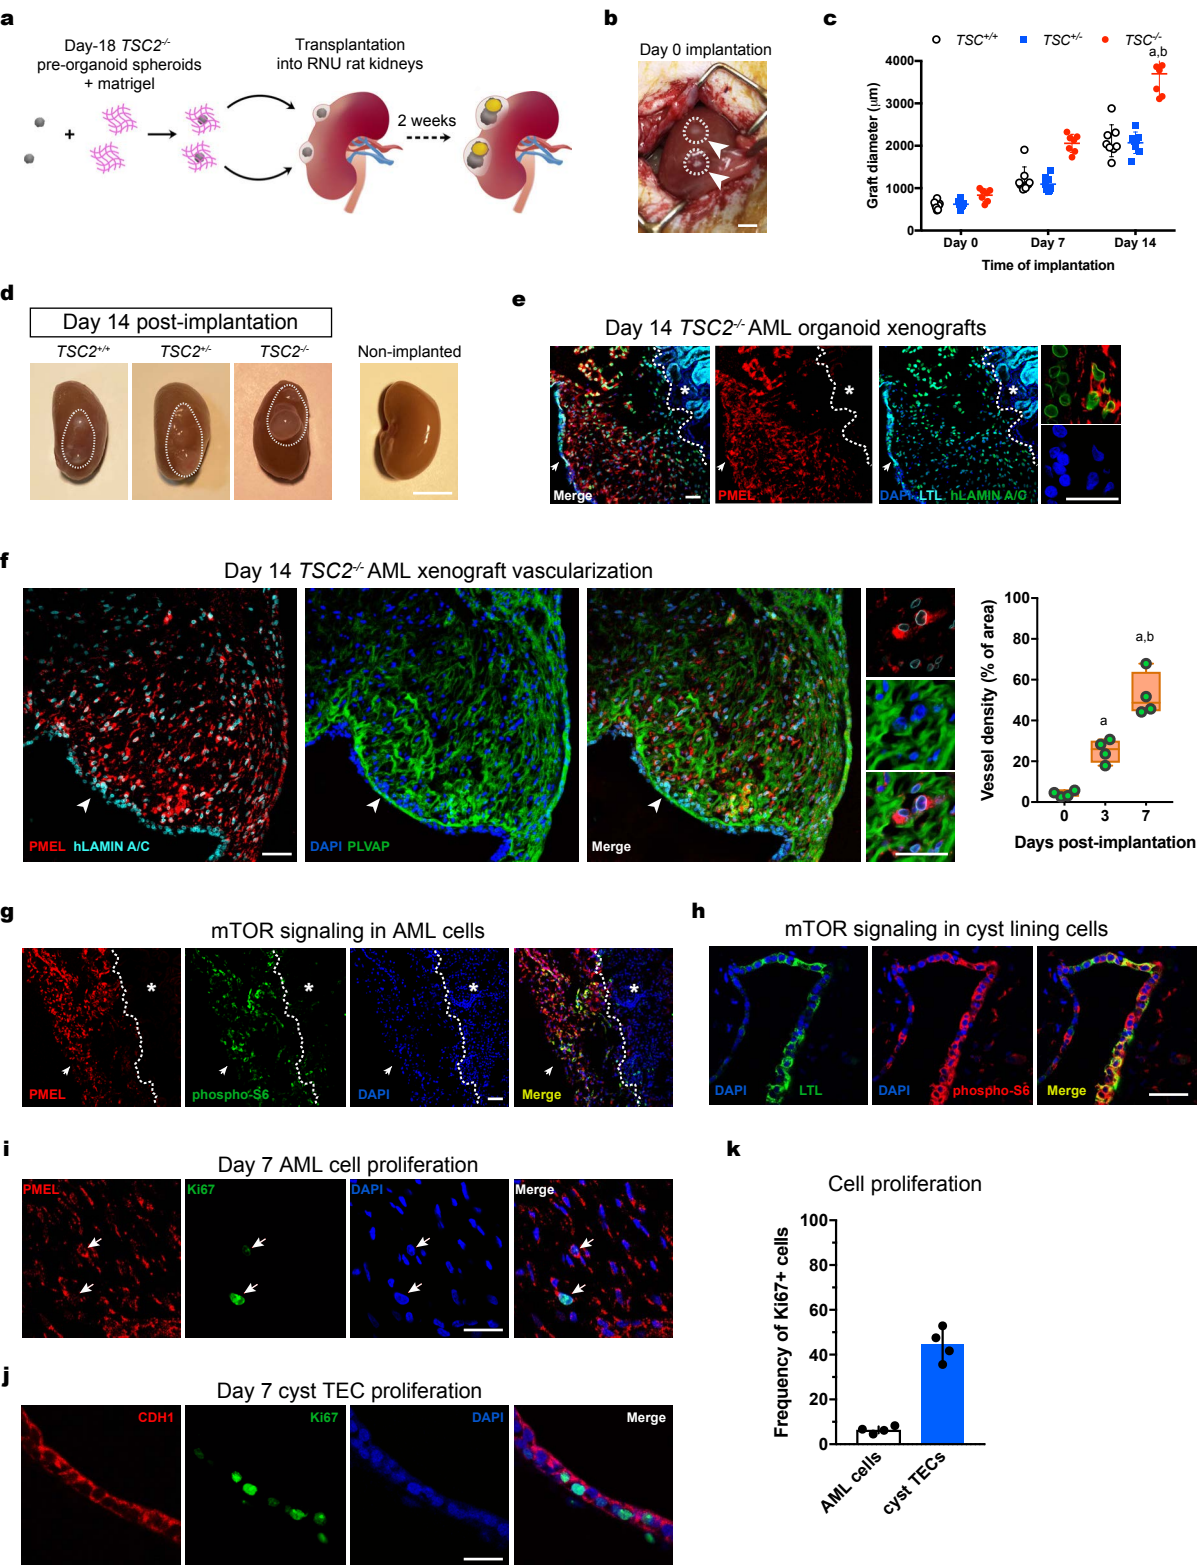 a
Day-18 TSC2-/-
pre-organoid spheroids
+ matrigel
Transplantation
into RNU rat kidneys
+
2 weeks
b
Day 0 implantation
c
TSC+/+ TSC+/- TSC-/-
a,b
Graft diameter (μm)
4000
3000
2000
1000
0
Day 0 Day 7 Day 14
Time of implantation
d
Day 14 post-implantation
TSC2+/+ TSC2+/- TSC2-/- Non-implanted
e
Day 14 TSC2-/- AML organoid xenografts
* *
Merge PMEL DAPI LTL hLAMIN A/C
f
Day 14 TSC2-/- AML xenograft vascularization
PMEL hLAMIN A/C DAPI PLVAP Merge
Vessel density (% of area)
100
80
60
40
20
0
a
a,b
0 3 7
Days post-implantation
g
mTOR signaling in AML cells
* * * *
PMEL phospho-S6 DAPI Merge
h
mTOR signaling in cyst lining cells
DAPI LTL DAPI phospho-S6 Merge
i
Day 7 AML cell proliferation
PMEL Ki67 DAPI Merge
j
Day 7 cyst TEC proliferation
CDH1 Ki67 DAPI Merge
k
Cell proliferation
Frequency of Ki67+ cells
100
80
60
40
20
0
AML cells cyst TECs